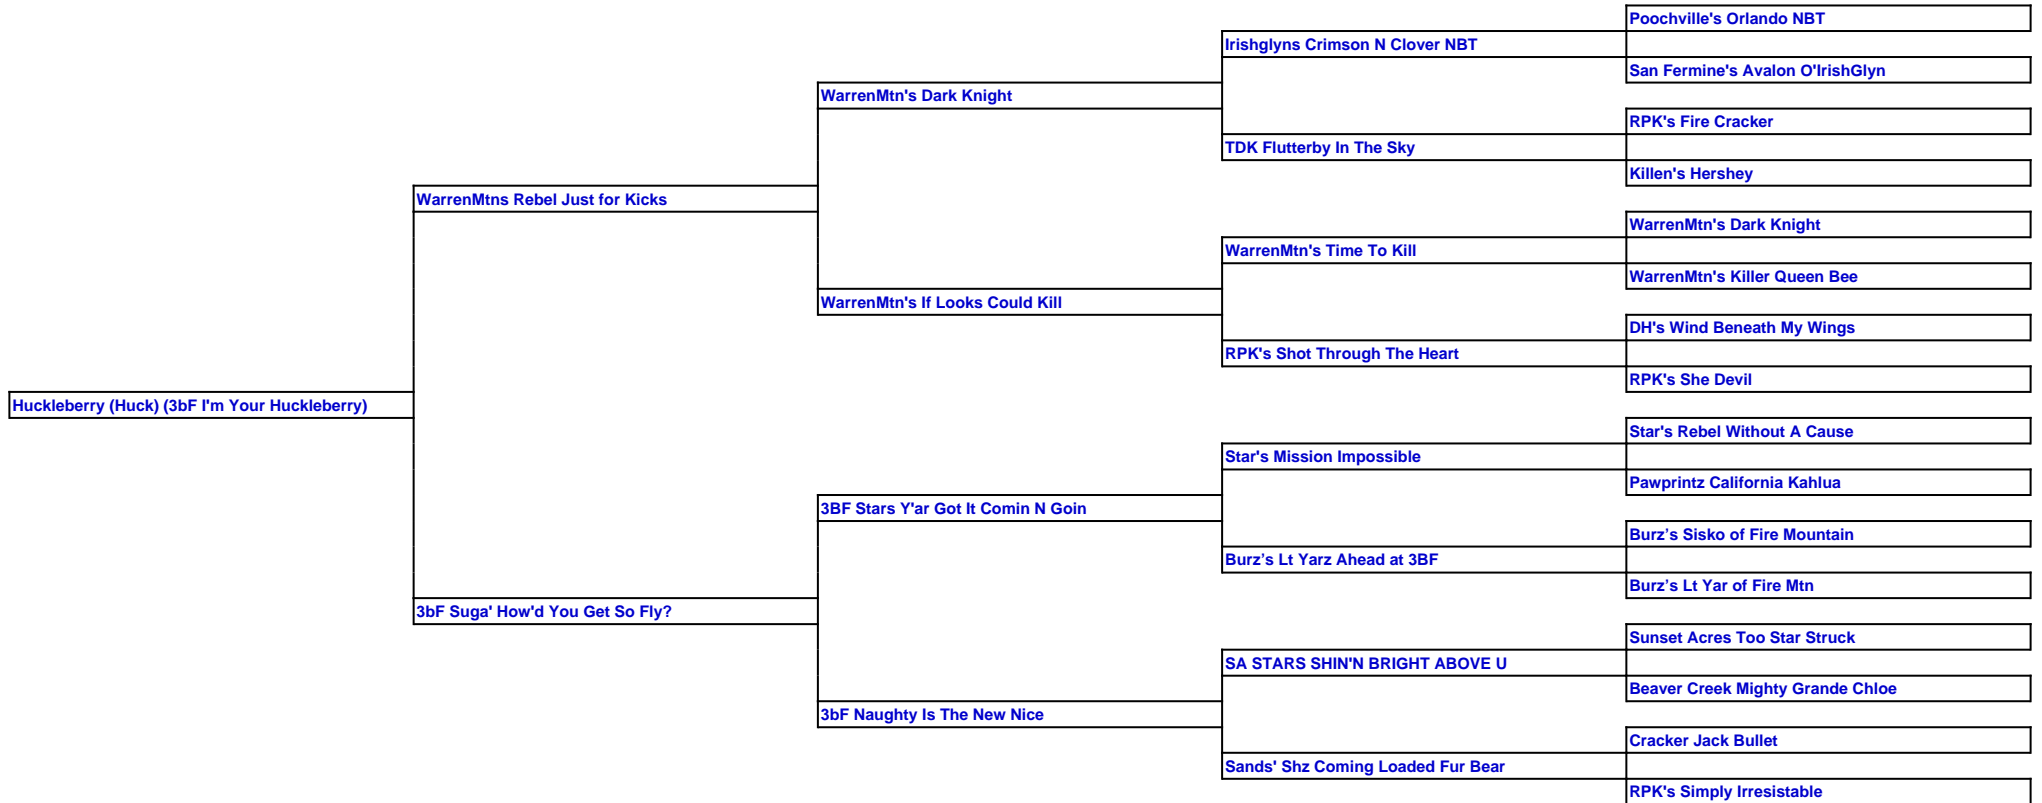 Poochville's Orlando NBT
Irishglyns Crimson N Clover NBT
San Fermine's Avalon O'IrishGlyn
WarrenMtn's Dark Knight
RPK's Fire Cracker
TDK Flutterby In The Sky
Killen's Hershey
WarrenMtns Rebel Just for Kicks
WarrenMtn's Dark Knight
WarrenMtn's Time To Kill
WarrenMtn's Killer Queen Bee
WarrenMtn's If Looks Could Kill
DH's Wind Beneath My Wings
RPK's Shot Through The Heart
RPK's She Devil
Huckleberry (Huck) (3bF I'm Your Huckleberry)
Star's Rebel Without A Cause
Star's Mission Impossible
Pawprintz California Kahlua
3BF Stars Y'ar Got It Comin N Goin
Burz’s Sisko of Fire Mountain
Burz’s Lt Yarz Ahead at 3BF
Burz’s Lt Yar of Fire Mtn
3bF Suga' How'd You Get So Fly?
Sunset Acres Too Star Struck
SA STARS SHIN'N BRIGHT ABOVE U
Beaver Creek Mighty Grande Chloe
3bF Naughty Is The New Nice
Cracker Jack Bullet
Sands' Shz Coming Loaded Fur Bear
RPK's Simply Irresistable